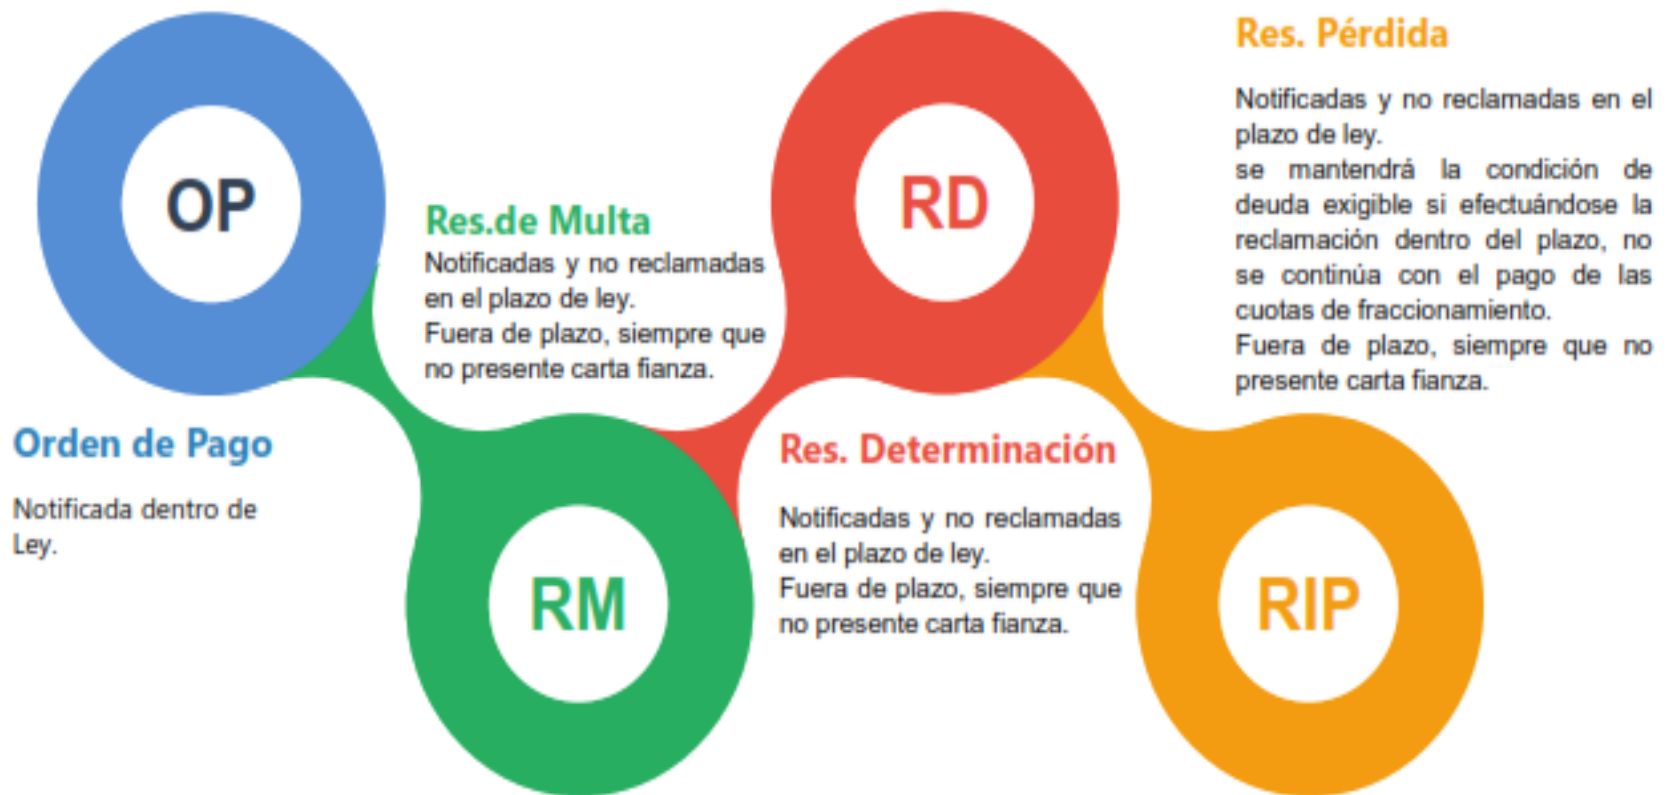 OP
Orden de Pago
Notificada dentro de
Ley.
Res.de Multa
Notificadas y no reclamadas
en el plazo de ley.
Fuera de plazo, siempre que
no presente carta fianza.
RM
RD
Res. Determinación
Notificadas y no reclamadas
en el plazo de ley.
Fuera de plazo, siempre que
no presente carta fianza.
Res. Pérdida
Notificadas y no reclamadas en el
plazo de ley.
se mantendrá la condición de
deuda exigible si efectuándose la
reclamación dentro del plazo, no
se continúa con el pago de las
cuotas de fraccionamiento.
Fuera de plazo, siempre que no
presente carta fianza.
RIP